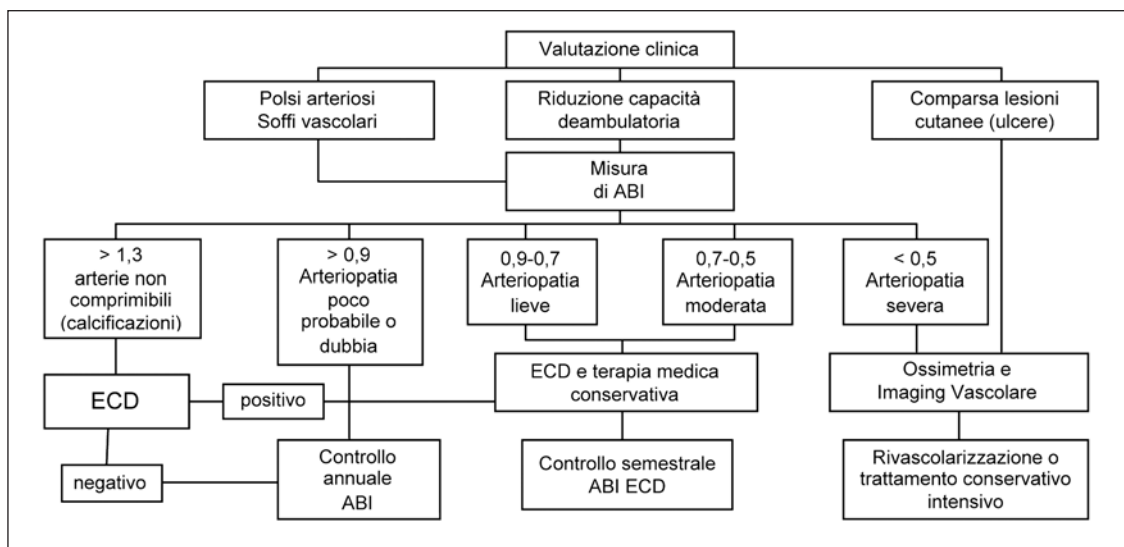 Valutazione clinica
Polsi arteriosi
Soffi vascolari
Riduzione capacità
deambulatoria
Comparsa lesioni
cutanee (ulcere)
Misura
di ABI
> 1,3
arterie non
comprimibili
(calcificazioni)
> 0,9
Arteriopatia
poco
probabile o
dubbia
0,9-0,7
Arteriopatia
lieve
0,7-0,5
Arteriopatia
moderata
< 0,5
Arteriopatia
severa
ECD
positivo
ECD e terapia medica
conservativa
Ossimetria e
Imaging Vascolare
negativo
Controllo
annuale
ABI
Controllo semestrale
ABI ECD
Rivascolarizzazione o
trattamento conservativo
intensivo